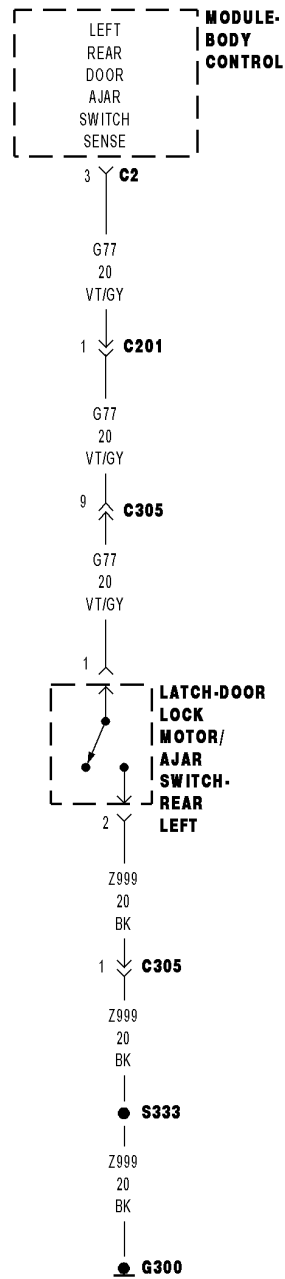 LEFT
REAR
DOOR
AJAR
SWITCH
SENSE
MODULE-
BODY
CONTROL
3
C2
G77
20
VT/GY
1
C201
G77
20
VT/GY
9
C305
G77
20
VT/GY
1
LATCH-DOOR
LOCK
MOTOR/
AJAR
SWITCH-
REAR
LEFT
2
Z999
20
BK
1
C305
Z999
20
BK
S333
Z999
20
BK
G300